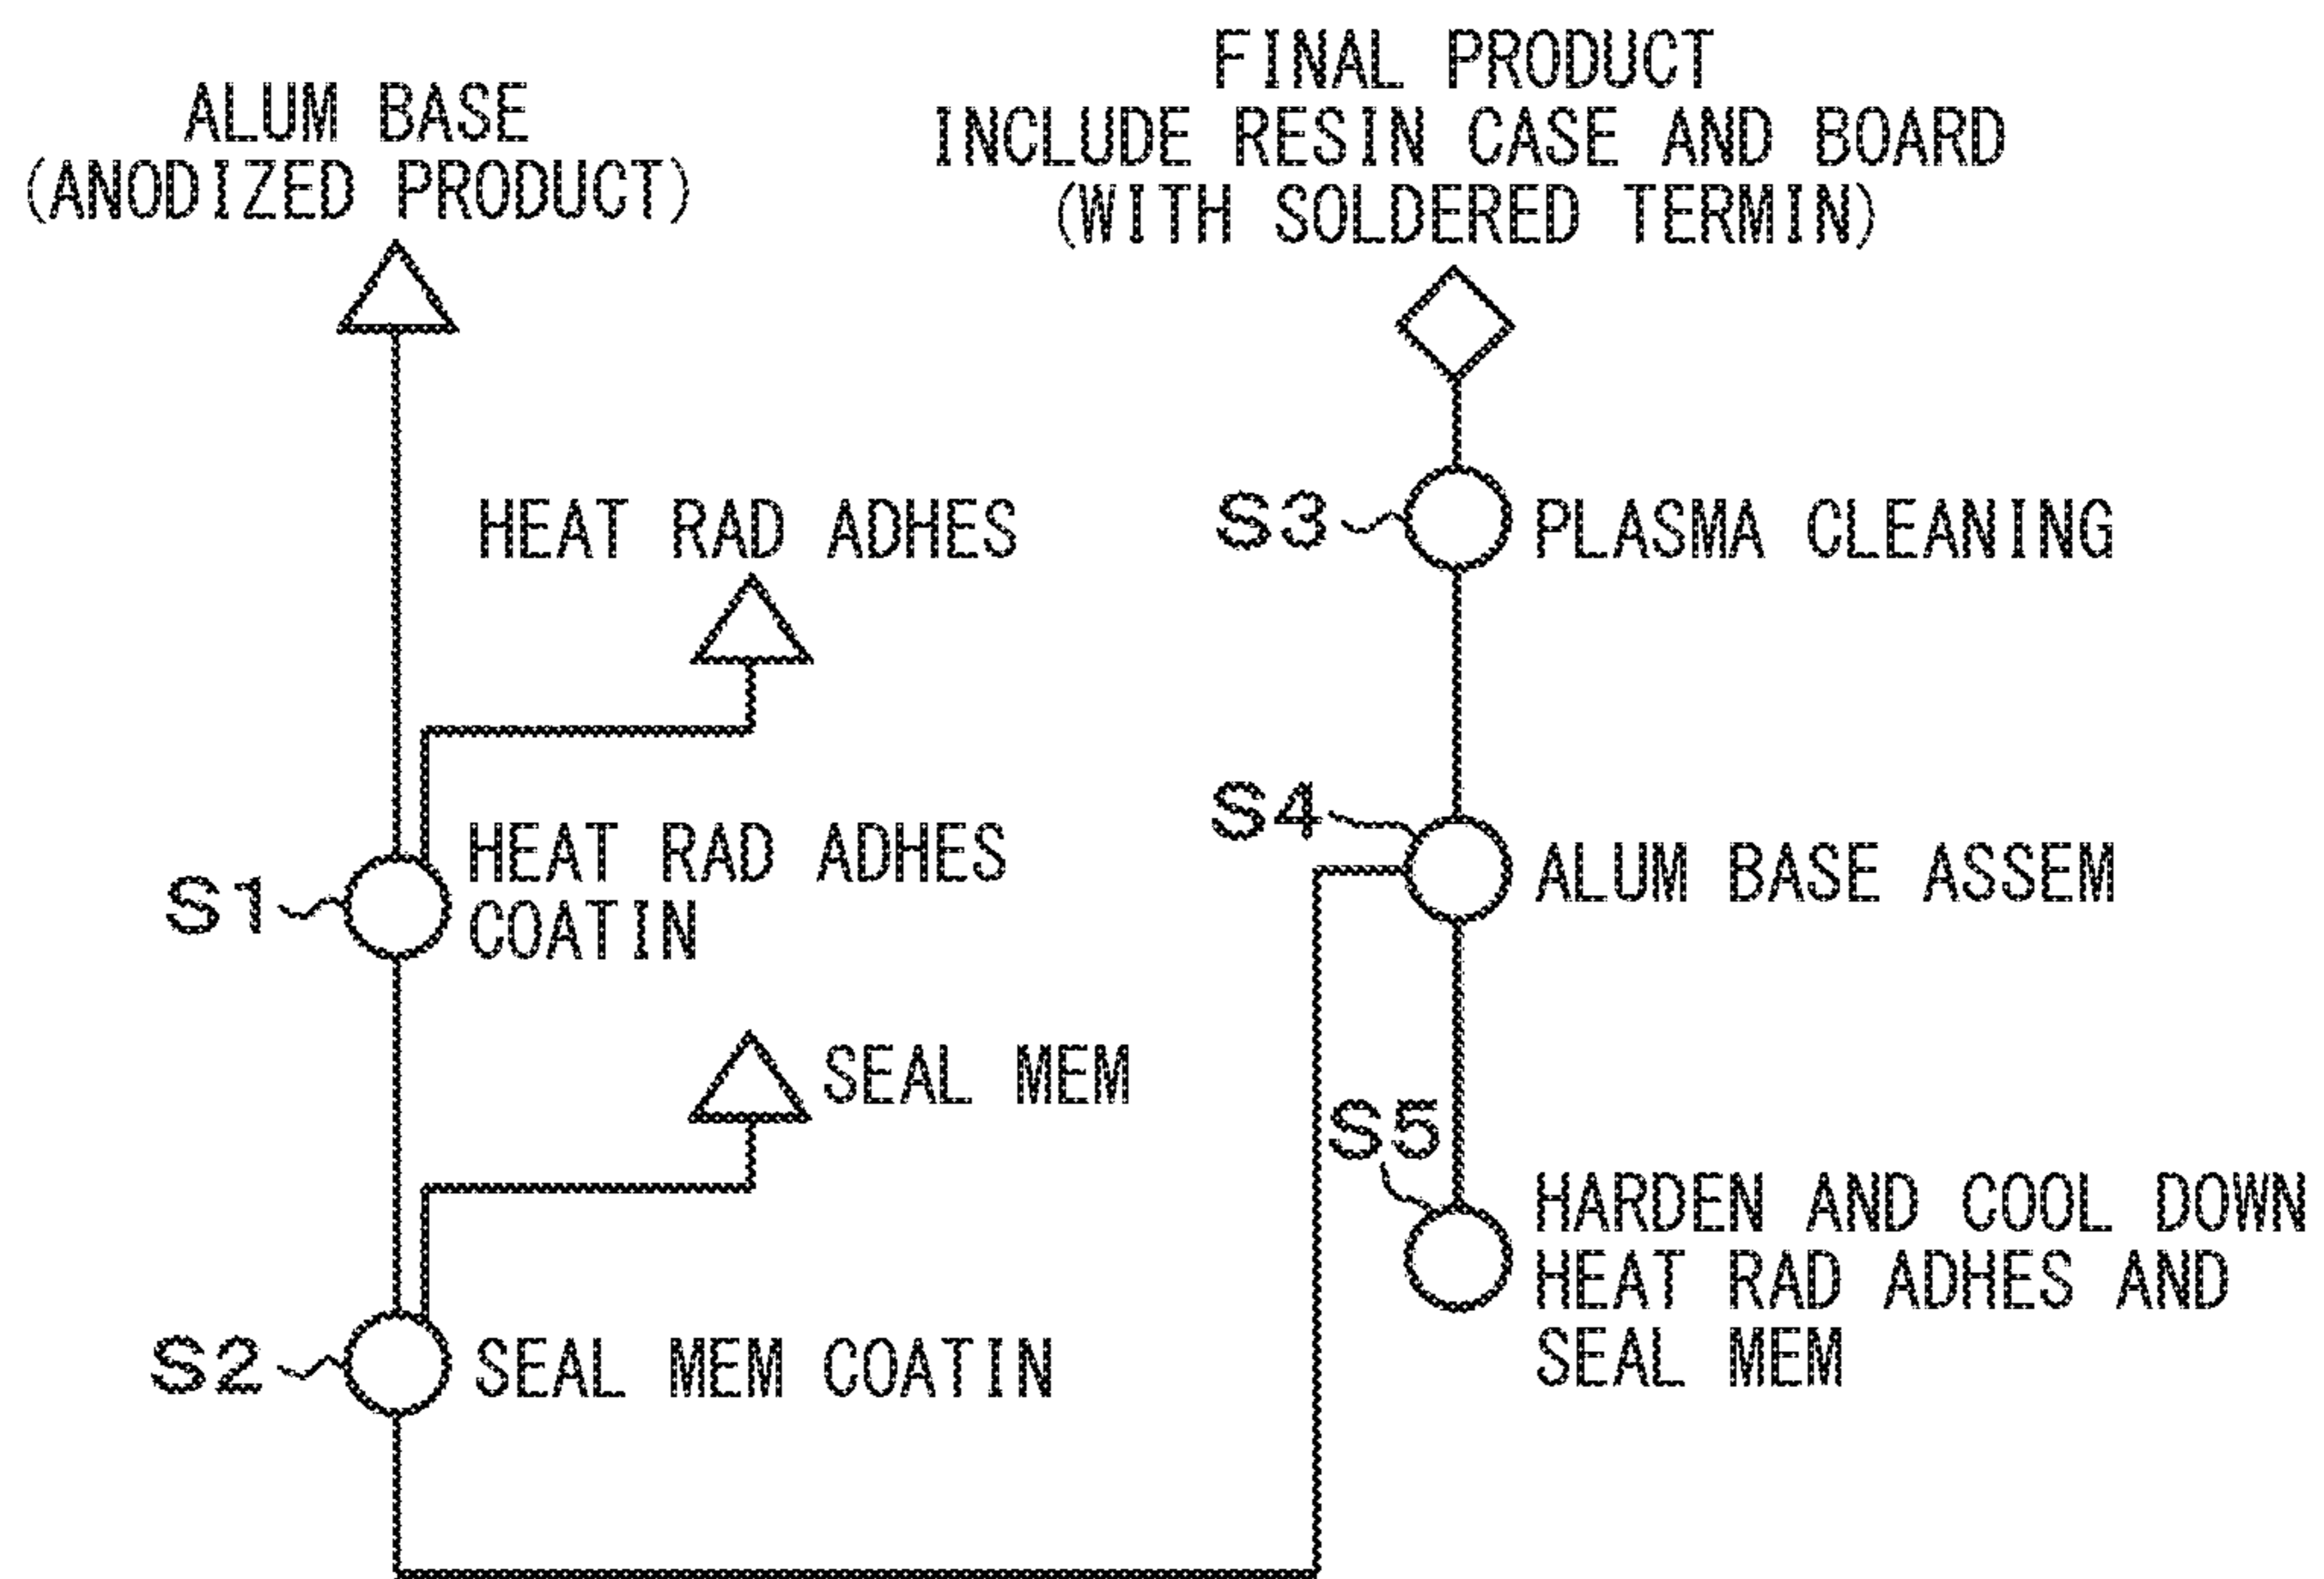 ALUM BASE
(ANODIZED PRODUCT)
HEAT RAD ADHES
S1
HEAT RAD ADHES
COATIN
SEAL MEM
S2
SEAL MEM COATIN
FINAL PRODUCT
INCLUDE RESIN CASE AND BOARD
(WITH SOLDERED TERMIN)
S3
PLASMA CLEANING
S4
ALUM BASE ASSEM
S5
HARDEN AND COOL DOWN
HEAT RAD ADHES AND
SEAL MEM